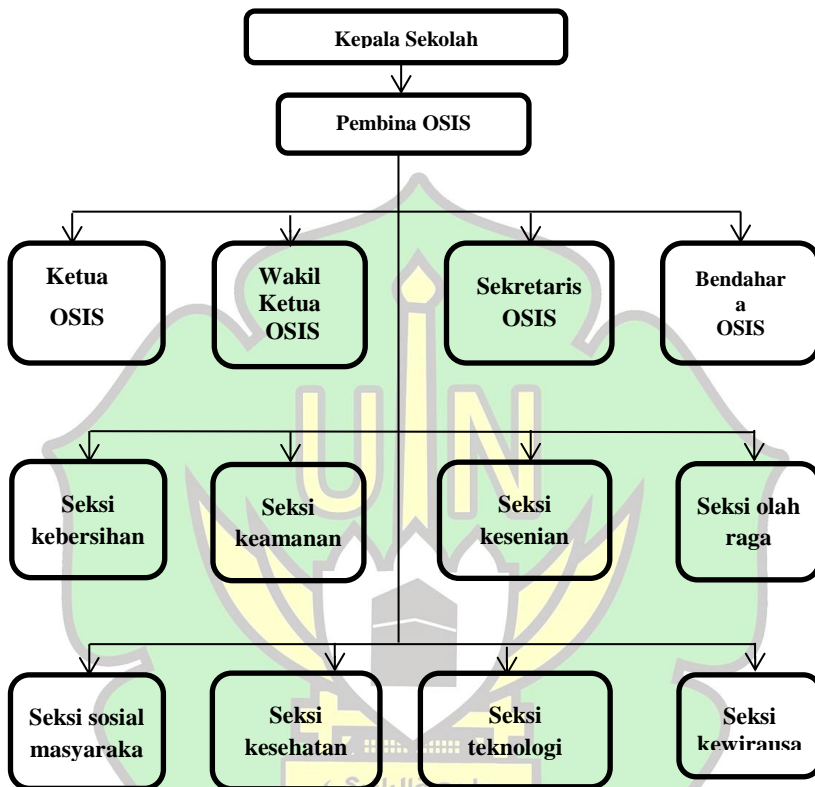 Kepala Sekolah
Pembina OSIS
Ketua
OSIS
Wakil
Ketua
OSIS
Sekretaris
OSIS
Bendahar
a
OSIS
UIN
Seksi
kebersihan
Seksi
keamanan
Seksi
kesenian
Seksi olah
raga
Seksi sosial
masyaraka
Seksi
kesehatan
Seksi
teknologi
Seksi
kewirausa